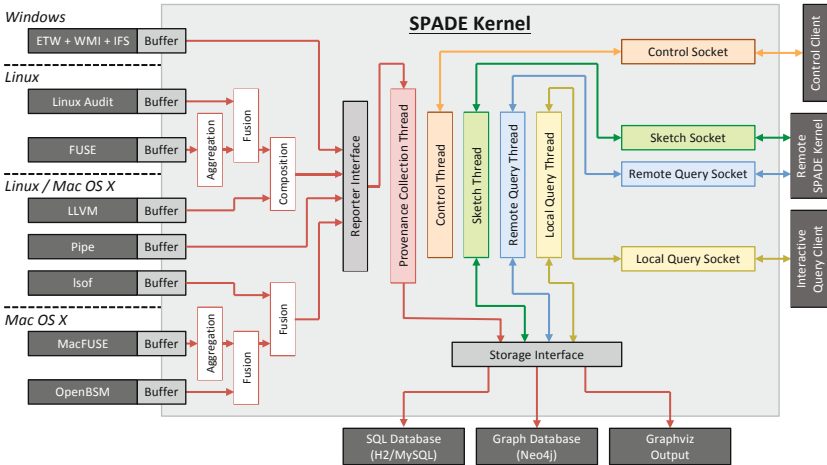 Windows
SPADE Kernel
ETW + WMI + IFS
Buffer
Control Socket
Control Client
Linux
Linux Audit
Buffer
Fusion
FUSE
Buffer
Aggregation
Composition
Reporter Interface
Provenance Collection Thread
Control Thread
Sketch Thread
Remote Query Thread
Local Query Thread
Sketch Socket
Remote Query Socket
Remote
SPADE Kernel
Linux / Mac OS X
LLVM
Buffer
Pipe
Buffer
Local Query Socket
Interactive
Query Client
lsof
Buffer
Fusion
Mac OS X
MacFUSE
Buffer
Aggregation
Fusion
Storage Interface
OpenBSM
Buffer
SQL Database
(H2/MySQL)
Graph Database
(Neo4j)
Graphviz
Output